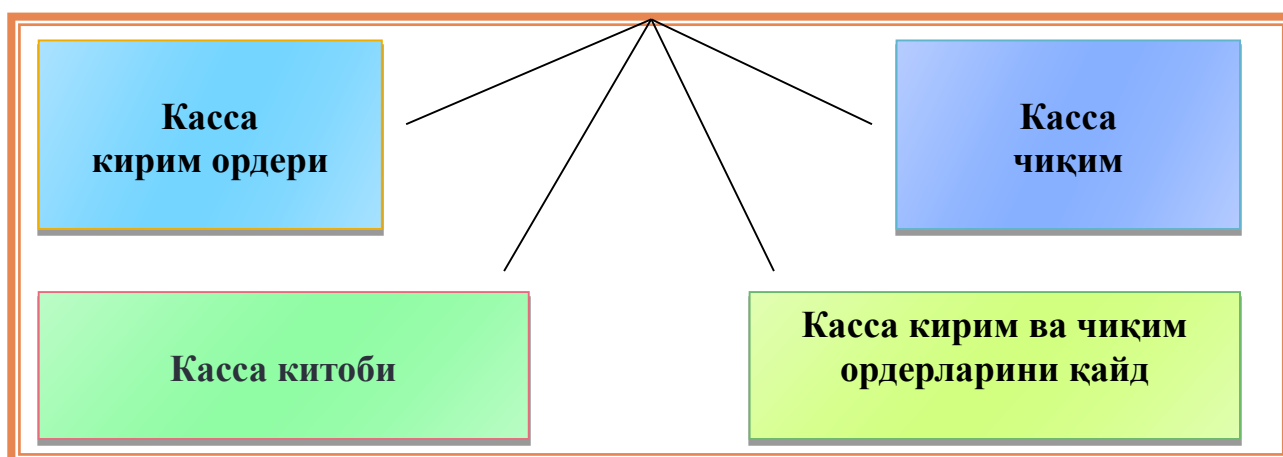 Касса
кирим ордери
Касса
чиқим
Касса китоби
Касса кирим ва чиқим
ордерларини қайд